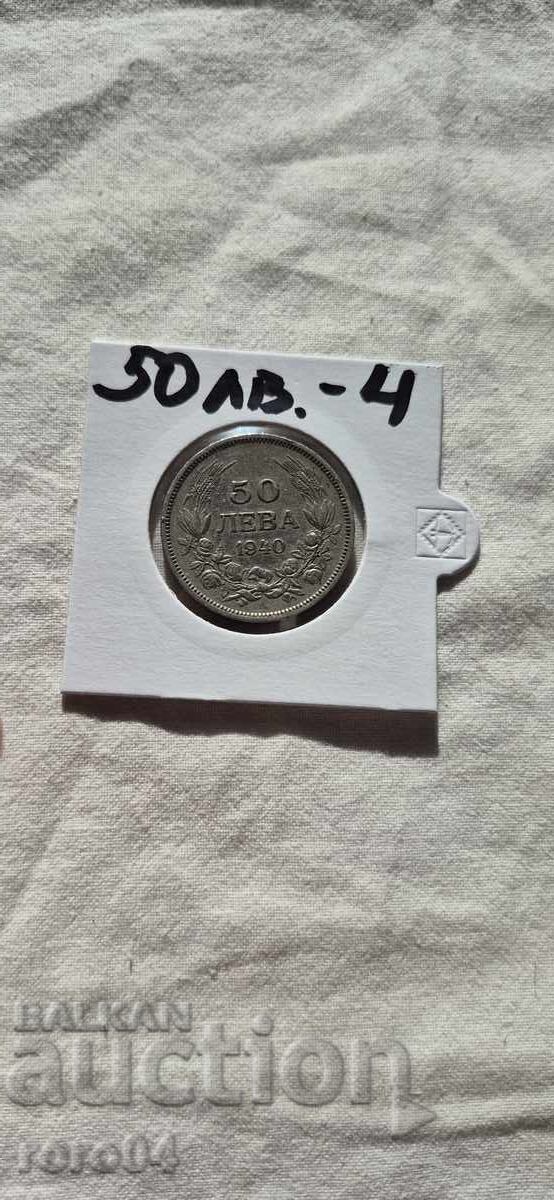 50 лв. - 4
50
ЛЕВА
1940
BALKAN
auction
roro04